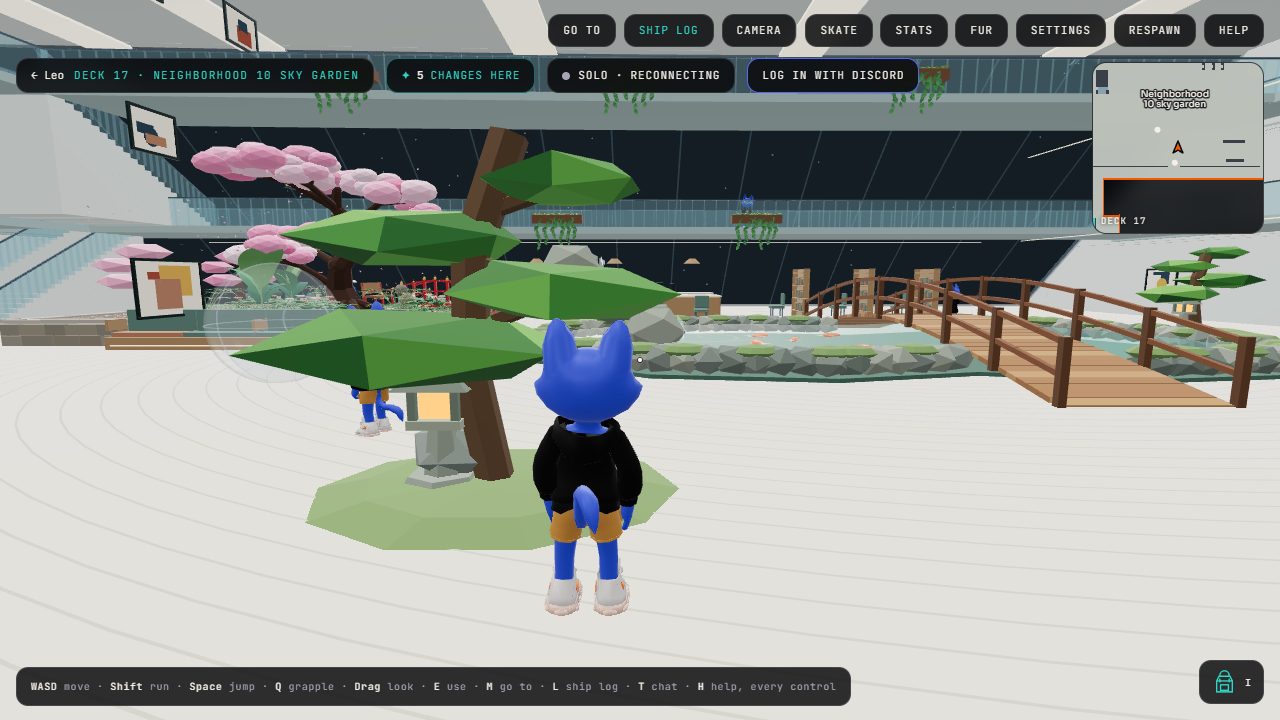 GO TO
SHIP LOG
CAMERA
SKATE
STATS
FUR
SETTINGS
RESPAWN
HELP
← Leo DECK 17 · NEIGHBORHOOD 10 SKY GARDEN
✦ 5 CHANGES HERE
SOLO · RECONNECTING
LOG IN WITH DISCORD
Neighborhood
10 sky garden
DECK 17
WASD move · Shift run · Space jump · Q grapple · Drag look · E use · M go to · L ship log · T chat · H help, every control
I